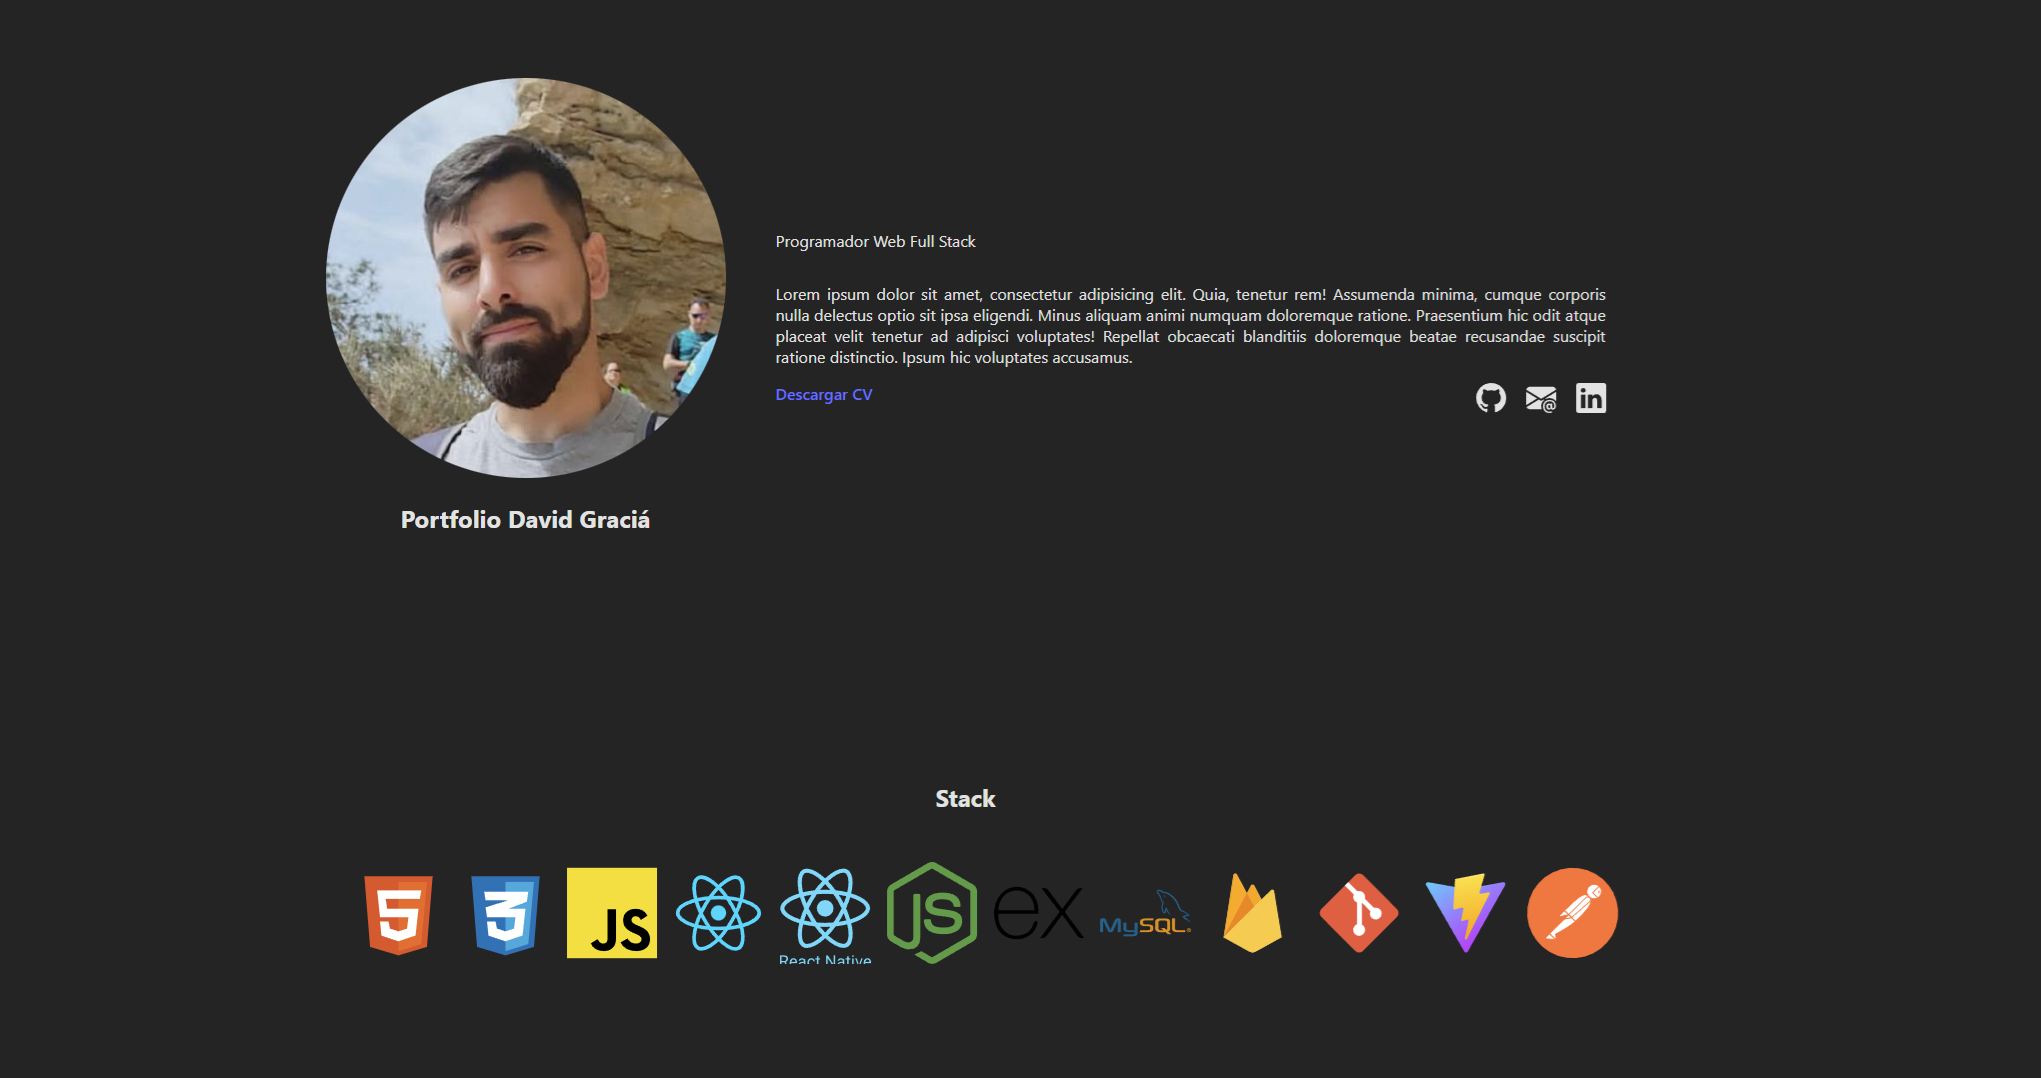 Programador Web Full Stack
Lorem ipsum dolor sit amet, consectetur adipisicing elit. Quia, tenetur rem! Assumenda minima, cumque corporis
nulla delectus optio sit ipsa eligendi. Minus aliquam animi numquam doloremque ratione. Praesentium hic odit atque
placeat velit tenetur ad adipisci voluptates! Repellat obcaecati blanditiis doloremque beatae recusandae suscipit
ratione distinctio. Ipsum hic voluptates accusamus.
Descargar CV
in
Portfolio David Graciá
Stack
5
3
JS
React Native
JS
ex
MySQL®